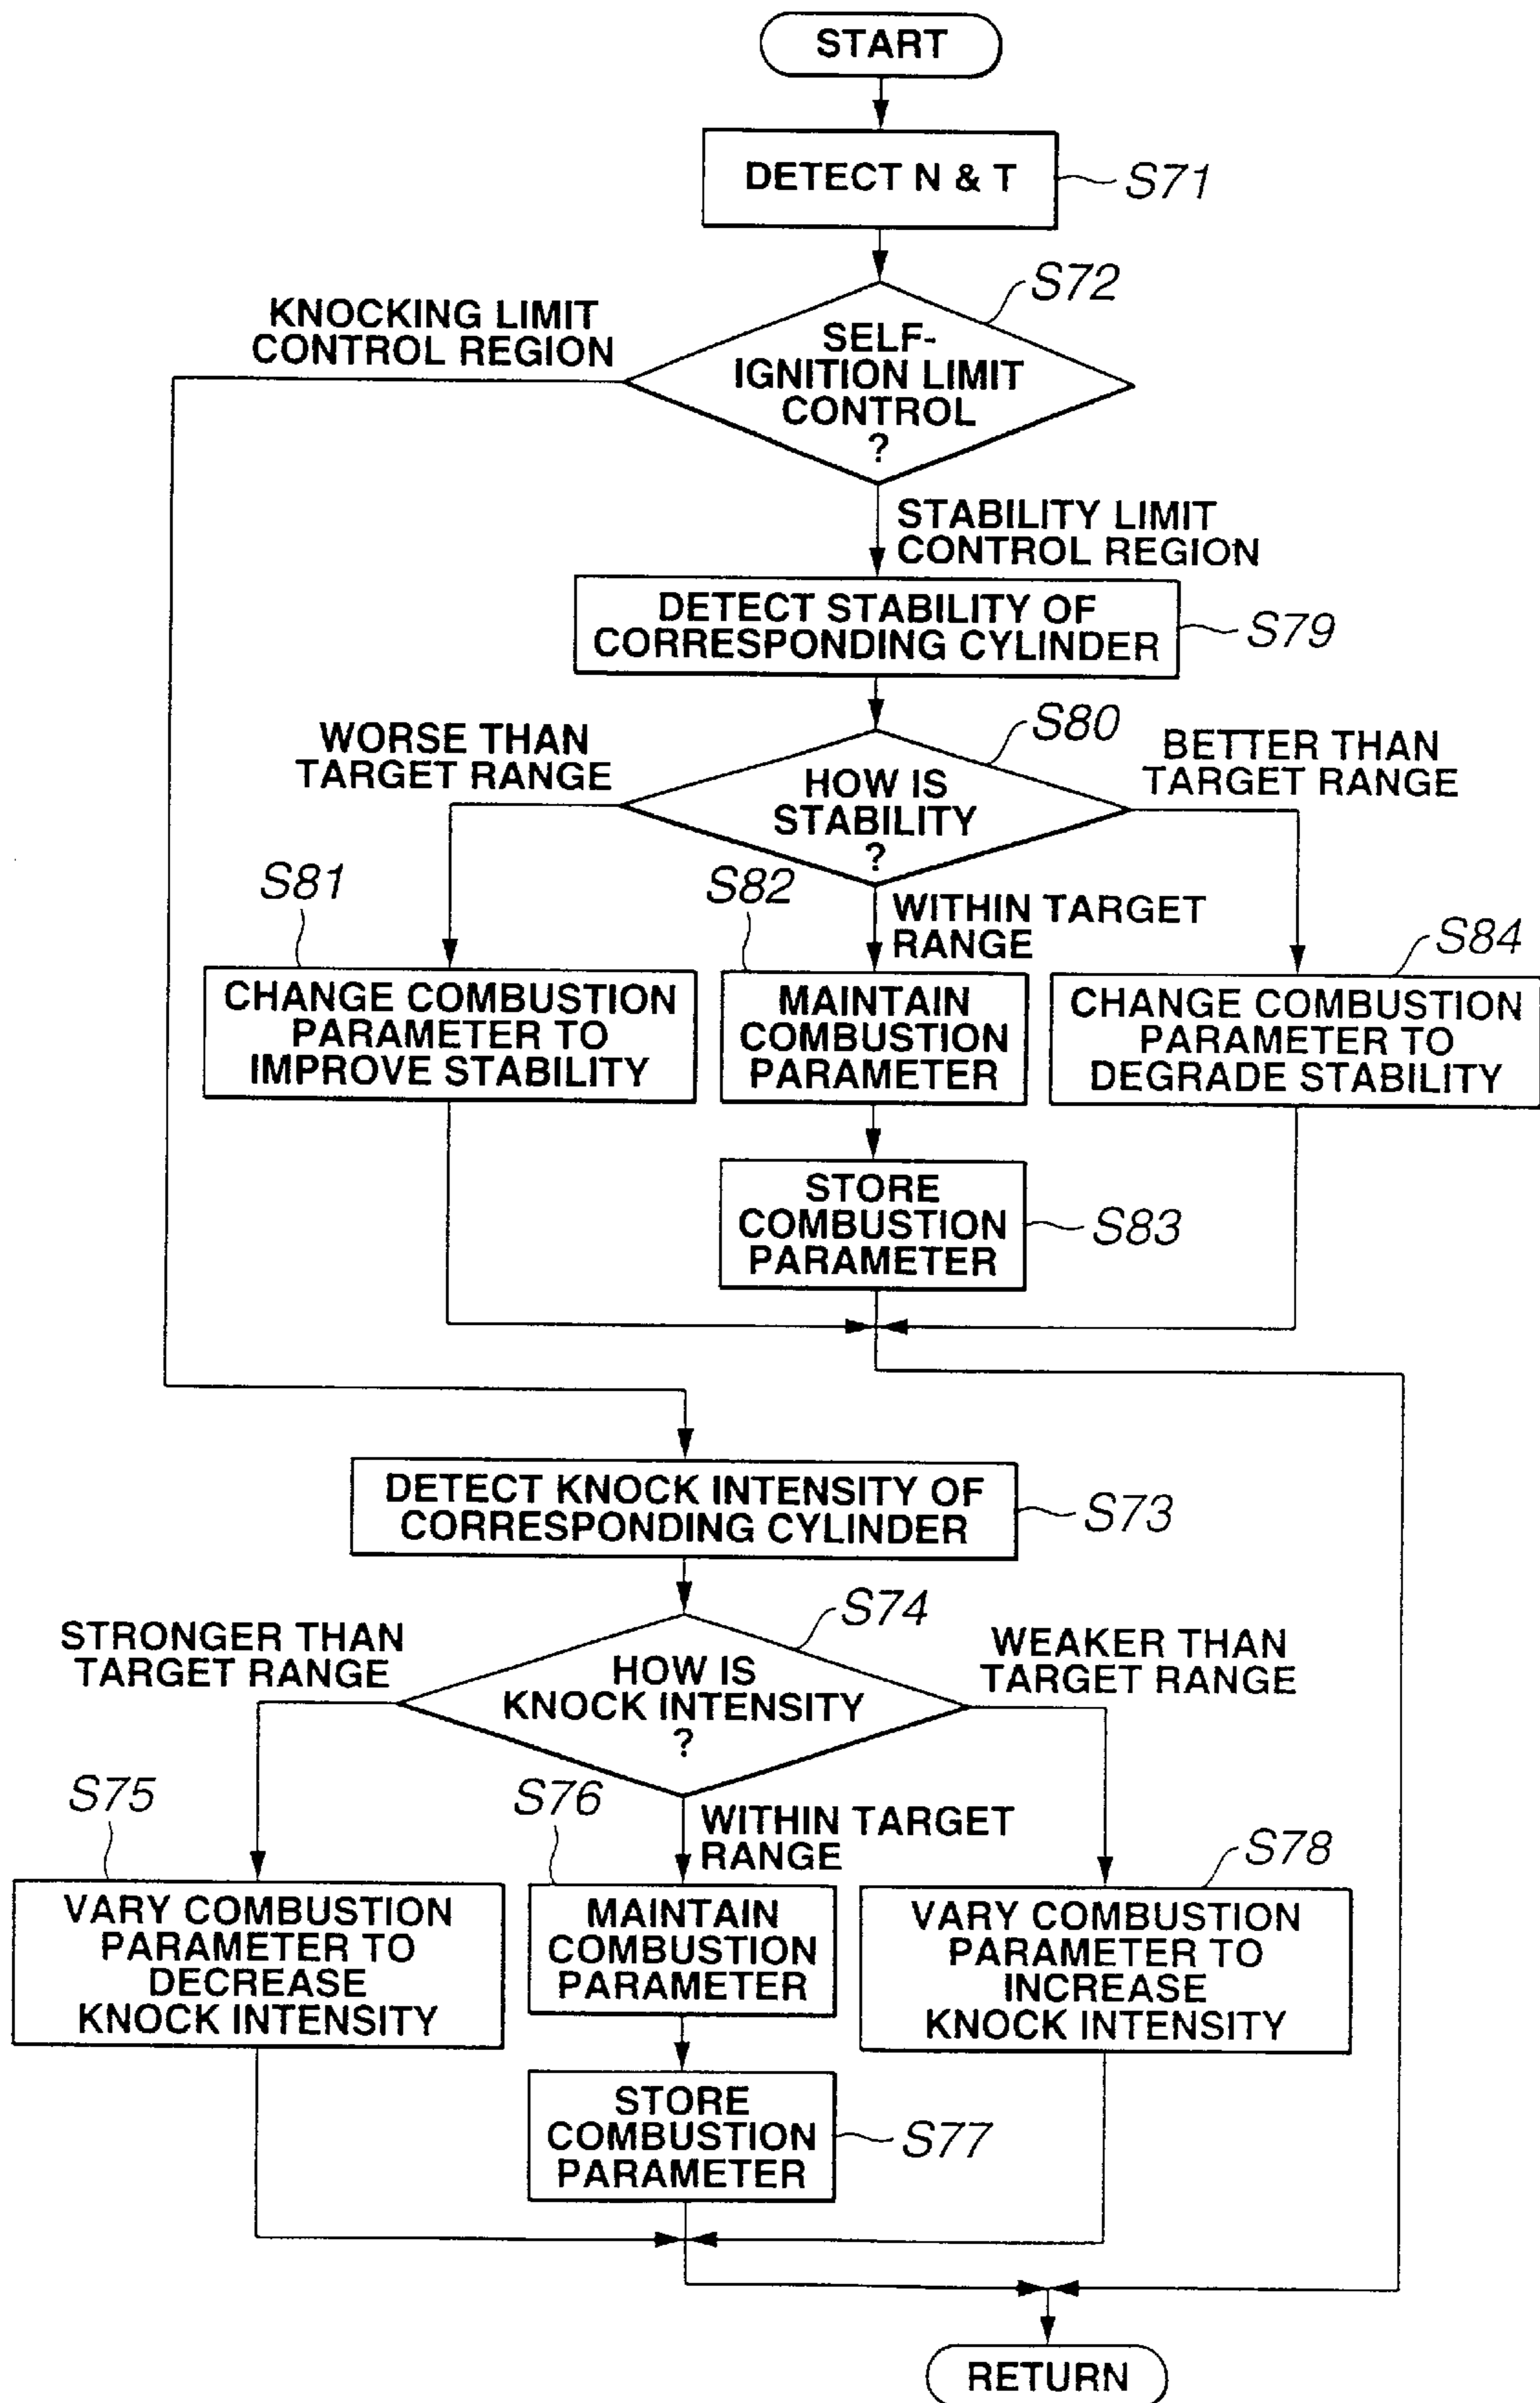 START
DETECT N & T
S71
S72
KNOCKING LIMIT
CONTROL REGION
SELF-
IGNITION LIMIT
CONTROL
?
STABILITY LIMIT
CONTROL REGION
DETECT STABILITY OF
CORRESPONDING CYLINDER
S79
S80
WORSE THAN
TARGET RANGE
HOW IS
STABILITY
?
BETTER THAN
TARGET RANGE
S81
S82
WITHIN TARGET
RANGE
S84
CHANGE COMBUSTION
PARAMETER TO
IMPROVE STABILITY
MAINTAIN
COMBUSTION
PARAMETER
CHANGE COMBUSTION
PARAMETER TO
DEGRADE STABILITY
STORE
COMBUSTION
PARAMETER
S83
DETECT KNOCK INTENSITY OF
CORRESPONDING CYLINDER
S73
S74
STRONGER THAN
TARGET RANGE
HOW IS
KNOCK INTENSITY
?
WEAKER THAN
TARGET RANGE
S75
S76
WITHIN TARGET
RANGE
S78
VARY COMBUSTION
PARAMETER TO
DECREASE
KNOCK INTENSITY
MAINTAIN
COMBUSTION
PARAMETER
VARY COMBUSTION
PARAMETER TO
INCREASE
KNOCK INTENSITY
STORE
COMBUSTION
PARAMETER
S77
RETURN